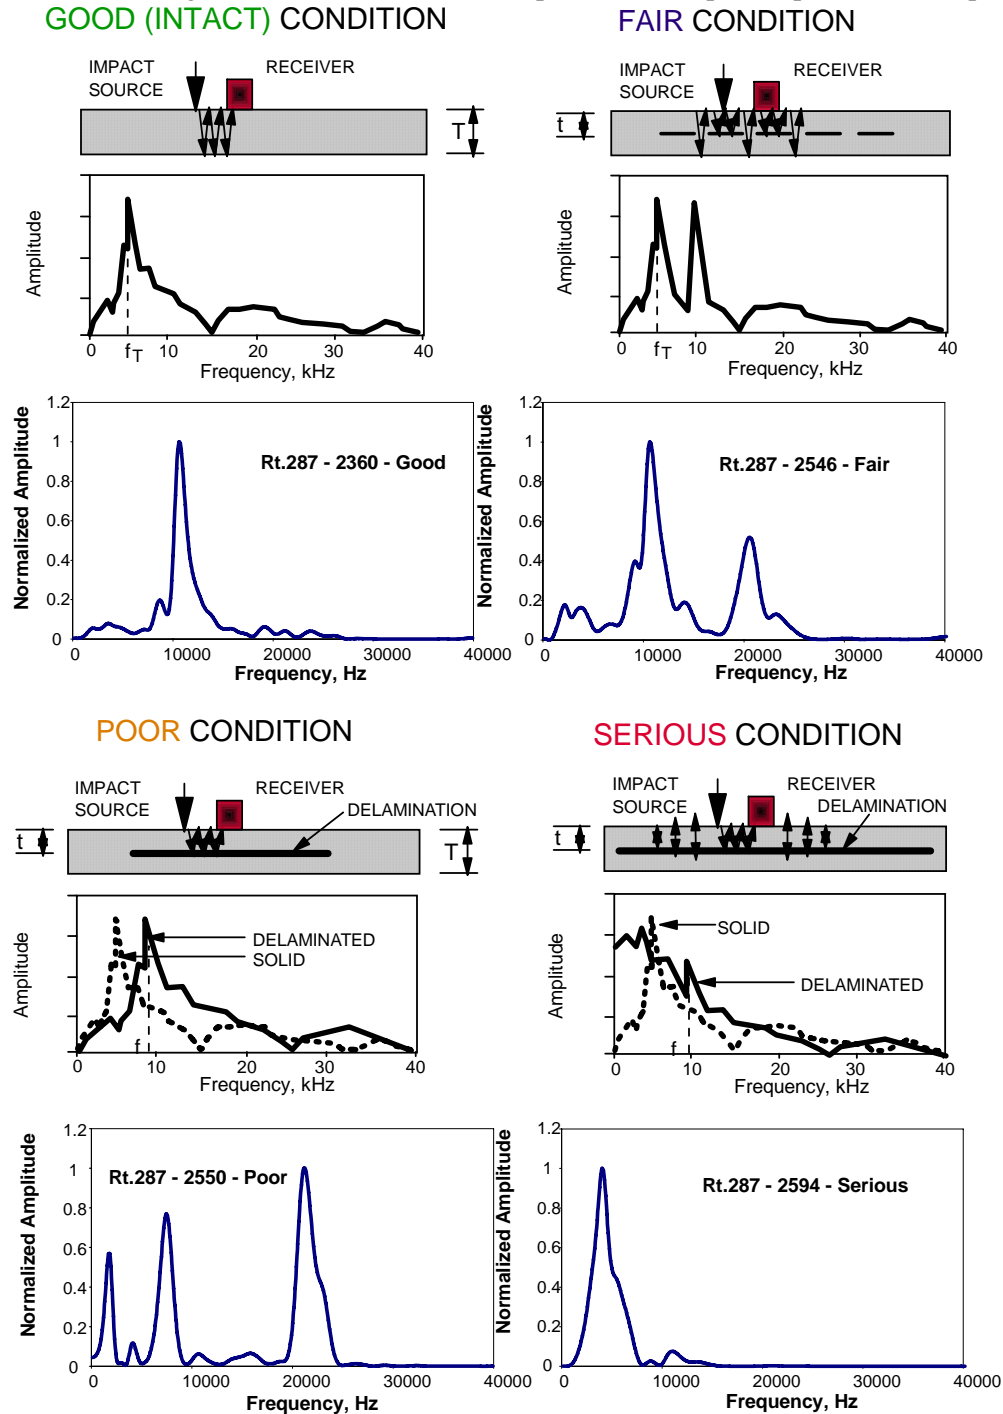 GOOD (INTACT) CONDITION
IMPACT
SOURCE
RECEIVER
T
Amplitude
0
fT
10
20
30
40
Frequency, kHz
FAIR CONDITION
IMPACT
SOURCE
RECEIVER
t
Amplitude
0
fT
10
20
30
40
Frequency, kHz
1.2
1
0.8
0.6
0.4
0.2
0
Normalized Amplitude
Rt.287 - 2360 - Good
10000
20000
30000
40000
0
Frequency, Hz
1.2
1
0.8
0.6
0.4
0.2
0
Normalized Amplitude
Rt.287 - 2546 - Fair
0
10000
20000
30000
40000
Frequency, Hz
POOR CONDITION
IMPACT
SOURCE
RECEIVER
DELAMINATION
t
T
Amplitude
DELAMINATED
SOLID
f
0
10
20
30
40
Frequency, kHz
SERIOUS CONDITION
IMPACT
SOURCE
RECEIVER
DELAMINATION
t
Amplitude
SOLID
DELAMINATED
f
0
10
20
30
40
Frequency, kHz
1.2
1
0.8
0.6
0.4
0.2
0
Normalized Amplitude
Rt.287 - 2550 - Poor
0
10000
20000
30000
40000
Frequency, Hz
1.2
1
0.8
0.6
0.4
0.2
0
Normalized Amplitude
Rt.287 - 2594 - Serious
0
10000
20000
30000
40000
Frequency, Hz